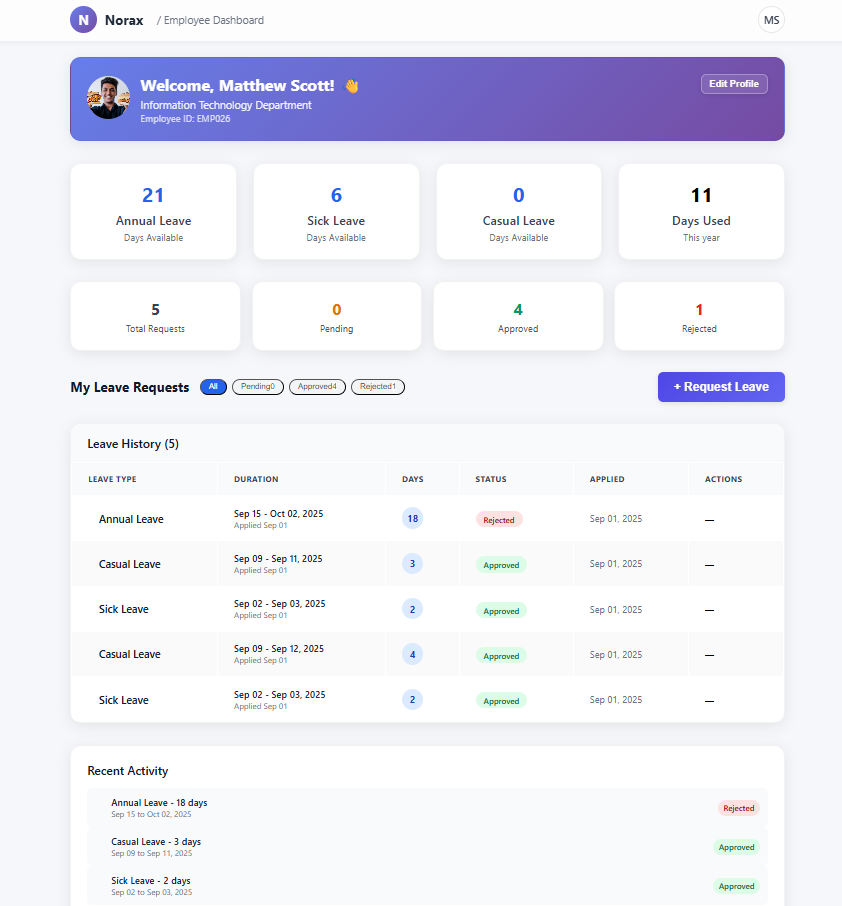 N Norax / Employee Dashboard MS
Welcome, Matthew Scott! 👋
Edit Profile
Information Technology Department
Employee ID: EMP026
21 6 0 11
Annual Leave Sick Leave Casual Leave Days Used
Days Available Days Available Days Available This year
5 0 4 1
Total Requests Pending Approved Rejected
My Leave Requests All Pending0 Approved4 Rejected1 + Request Leave
Leave History (5)
LEAVE TYPE DURATION DAYS STATUS APPLIED ACTIONS
Annual Leave Sep 15 - Oct 02, 2025 18 Rejected Sep 01, 2025 —
Applied Sep 01
Casual Leave Sep 09 - Sep 11, 2025 3 Approved Sep 01, 2025 —
Applied Sep 01
Sick Leave Sep 02 - Sep 03, 2025 2 Approved Sep 01, 2025 —
Applied Sep 01
Casual Leave Sep 09 - Sep 12, 2025 4 Approved Sep 01, 2025 —
Applied Sep 01
Sick Leave Sep 02 - Sep 03, 2025 2 Approved Sep 01, 2025 —
Applied Sep 01
Recent Activity
Annual Leave - 18 days Rejected
Sep 15 to Oct 02, 2025
Casual Leave - 3 days Approved
Sep 09 to Sep 11, 2025
Sick Leave - 2 days Approved
Sep 02 to Sep 03, 2025